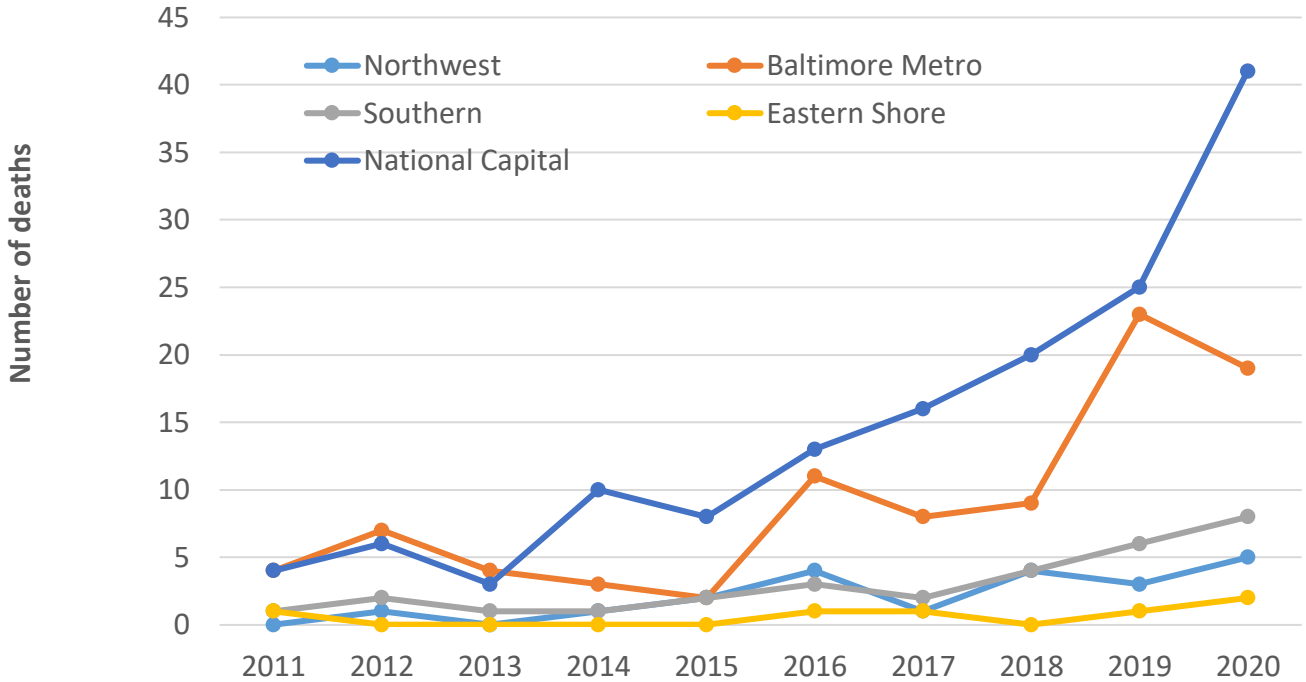 45
40
35
30
25
20
15
10
5
0
Number of deaths
Northwest
Baltimore Metro
Southern
Eastern Shore
National Capital
2011 2012 2013 2014 2015 2016 2017 2018 2019 2020